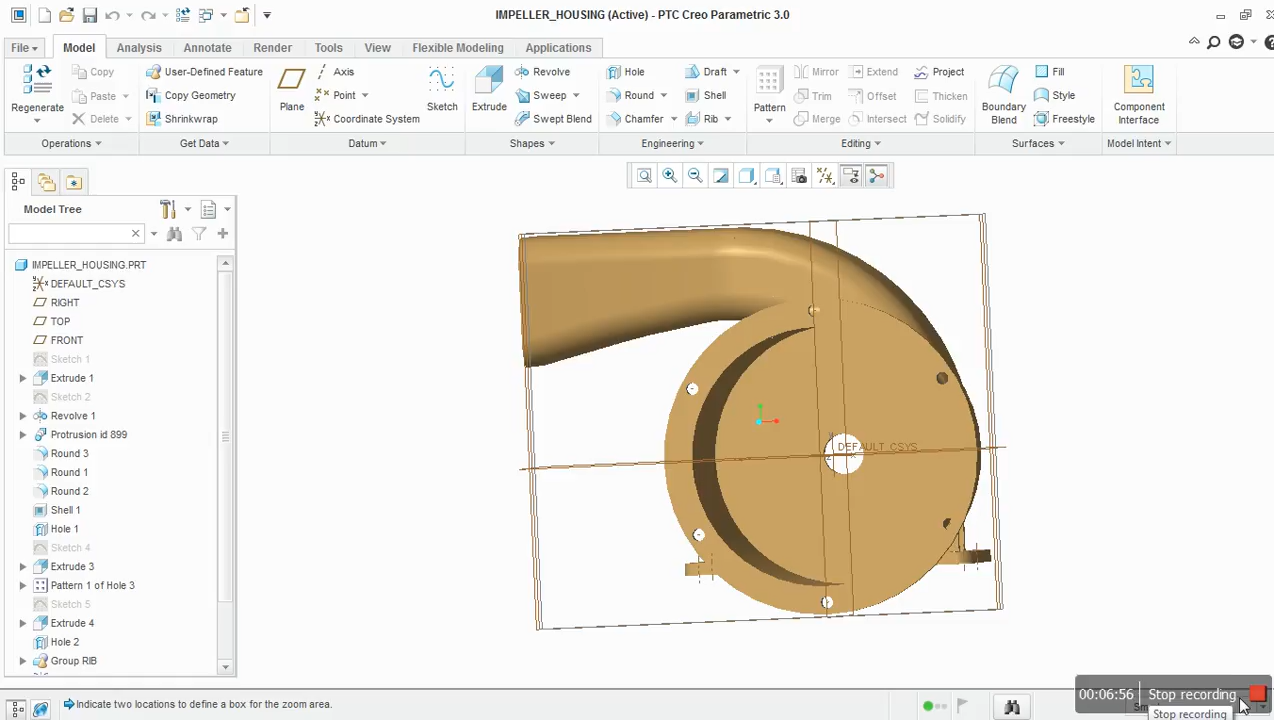 IMPELLER_HOUSING (Active) - PTC Creo Parametric 3.0
File Model Analysis Annotate Render Tools View Flexible Modeling Applications
Regenerate
Copy
Paste
Delete
Operations
User-Defined Feature
Copy Geometry
Shrinkwrap
Get Data
Plane
Axis
Point
Coordinate System
Sketch
Datum
Extrude
Revolve
Sweep
Swept Blend
Shapes
Hole
Round
Chamfer
Draft
Shell
Rib
Engineering
Pattern
Mirror
Trim
Merge
Extend
Offset
Intersect
Project
Thicken
Solidify
Editing
Boundary
Blend
Fill
Style
Freestyle
Surfaces
Component
Interface
Model Intent
Model Tree
IMPELLER_HOUSING.PRT
DEFAULT_CSYS
RIGHT
TOP
FRONT
Sketch 1
Extrude 1
Sketch 2
Revolve 1
Protrusion id 899
Round 3
Round 1
Round 2
Shell 1
Hole 1
Sketch 4
Extrude 3
Pattern 1 of Hole 3
Sketch 5
Extrude 4
Hole 2
Group RIB
DEFAULT_CSYS
Indicate two locations to define a box for the zoom area.
00:06:56 Stop recording
Stop recording